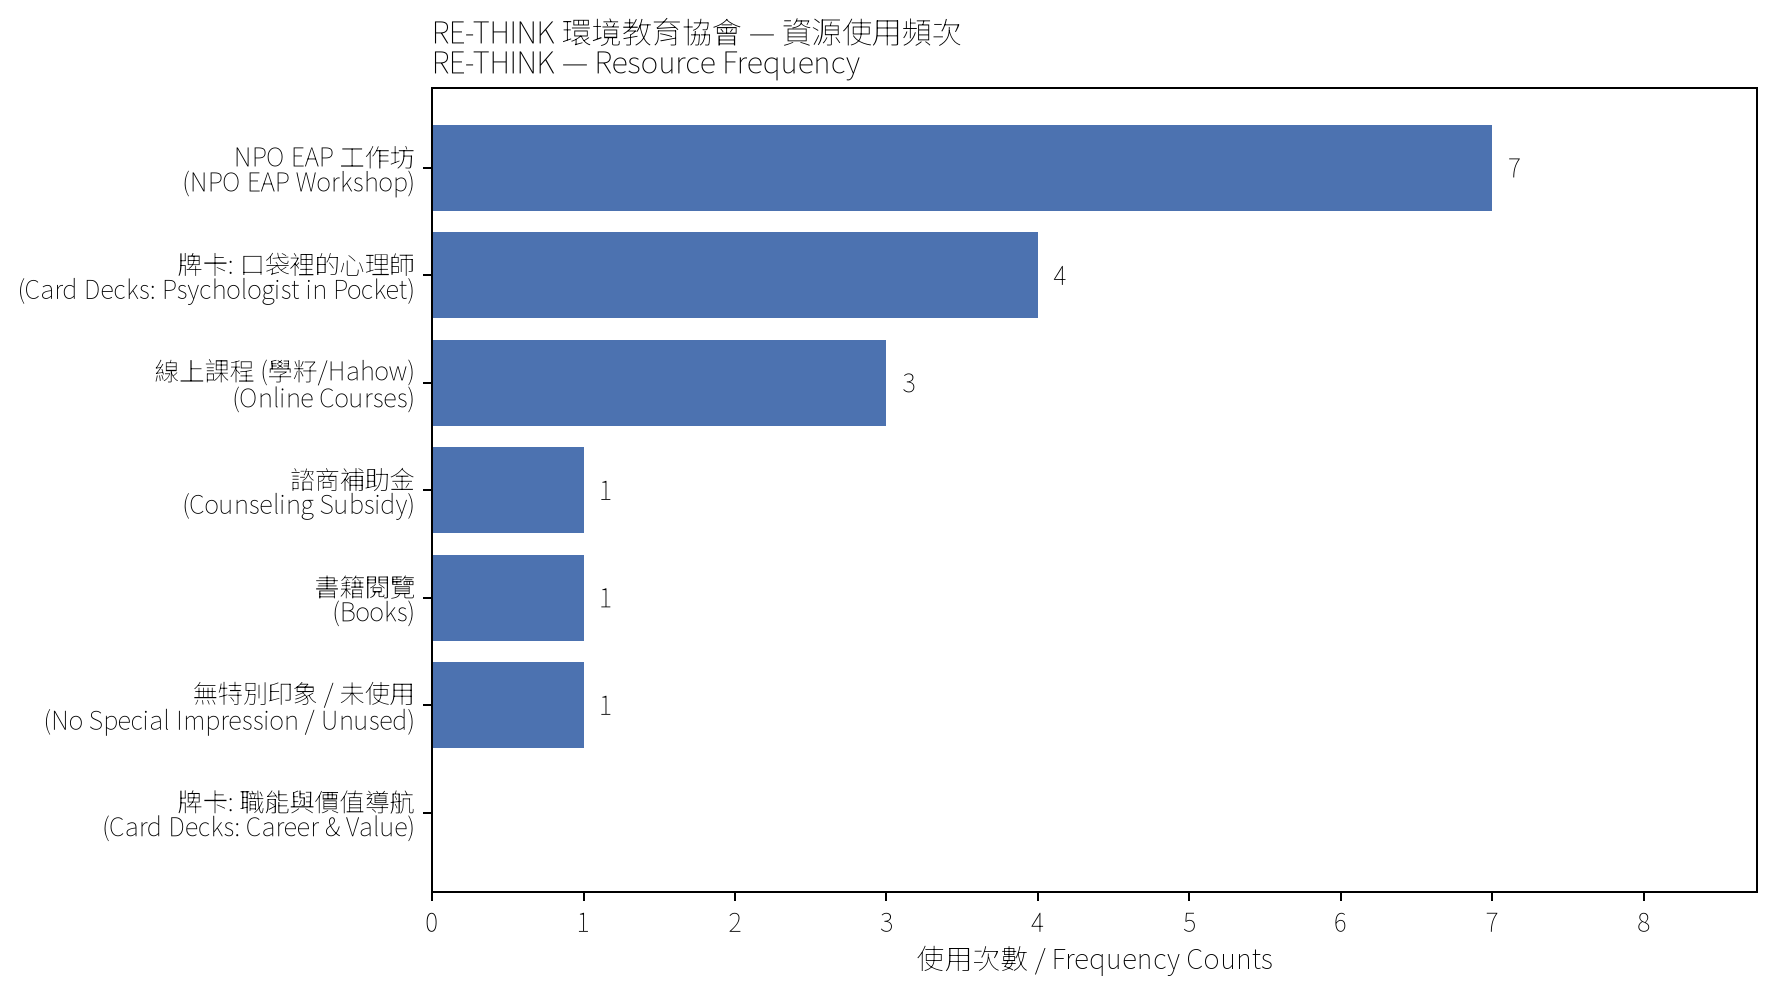 RE-THINK 環境教育協會 — 資源使用頻次
RE-THINK — Resource Frequency
NPO EAP 工作坊
(NPO EAP Workshop)
7
牌卡: 口袋裡的心理師
(Card Decks: Psychologist in Pocket)
4
線上課程 (學籽/Hahow)
(Online Courses)
3
諮商補助金
(Counseling Subsidy)
1
書籍閱覽
(Books)
1
無特別印象 / 未使用
(No Special Impression / Unused)
1
牌卡: 職能與價值導航
(Card Decks: Career & Value)
0 1 2 3 4 5 6 7 8
使用次數 / Frequency Counts